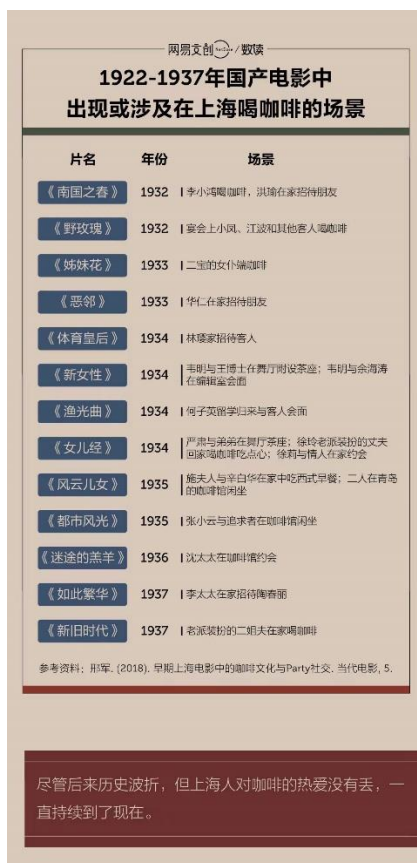 网易文创 / 数读
1922-1937年国产电影中
出现或涉及在上海喝咖啡的场景
片名 年份 场景
《南国之春》 1932 李小鸿喝咖啡，洪瑜在家招待朋友
《野玫瑰》 1932 宴会上小凤、江波和其他客人喝咖啡
《姊妹花》 1933 二宝的女仆端咖啡
《恶邻》 1933 华仁在家招待朋友
《体育皇后》 1934 林璎家招待客人
《新女性》 1934 韦明与王博士在舞厅附设茶座；韦明与余海涛
在编辑室会面
《渔光曲》 1934 何子英留学归来与客人会面
《女儿经》 1934 严肃与弟弟在舞厅茶座；徐玲老派装扮的丈夫
回家喝咖啡吃点心；徐莉与情人在家约会
《风云儿女》 1935 施夫人与辛白华在家中吃西式早餐；二人在青岛
的咖啡馆闲坐
《都市风光》 1935 张小云与追求者在咖啡馆闲坐
《迷途的羔羊》 1936 沈太太在咖啡馆约会
《如此繁华》 1937 李太太在家招待陶春丽
《新旧时代》 1937 老派装扮的二姐夫在家喝咖啡
参考资料：邢军. (2018). 早期上海电影中的咖啡文化与Party社交. 当代电影, 5.
尽管后来历史波折，但上海人对咖啡的热爱没有丢，一
直持续到了现在。